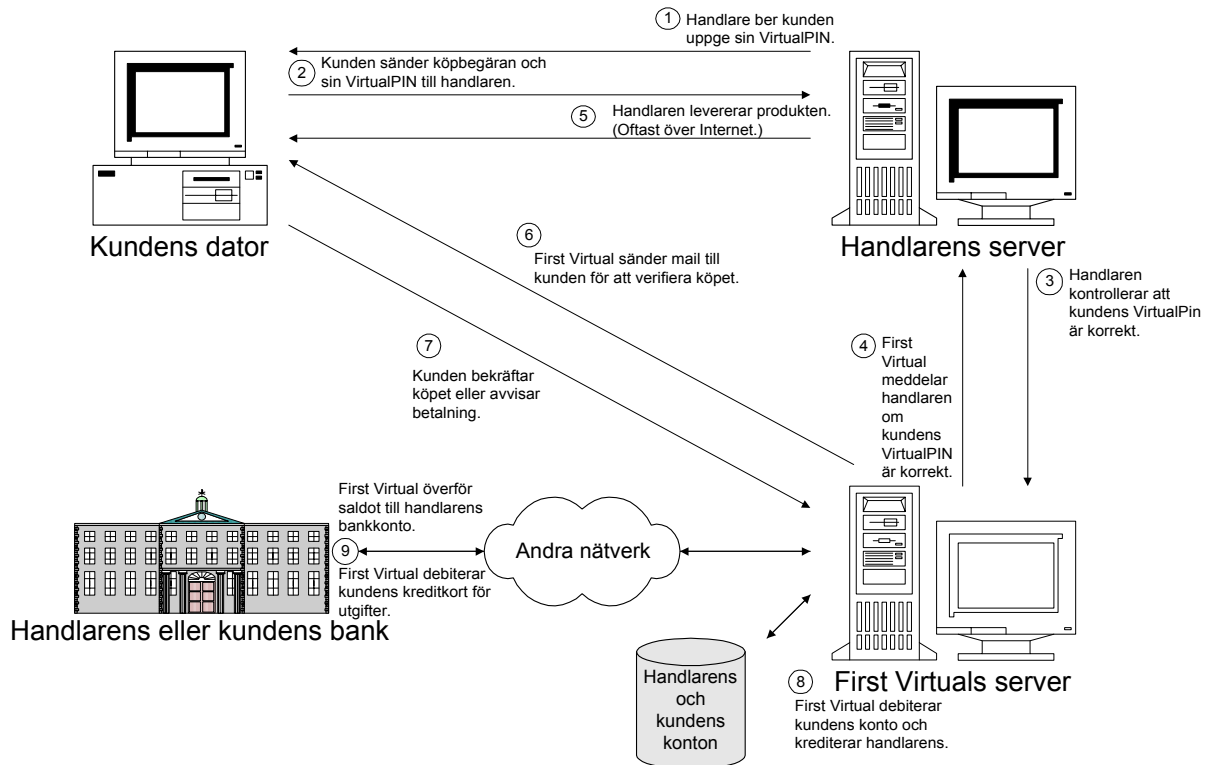 1 Handlare ber kunden
uppge sin VirtualPIN.
2 Kunden sänder köpbegäran och
sin VirtualPIN till handlaren.
5 Handlaren levererar produkten.
(Oftast över Internet.)
Kundens dator
Handlarens server
6
First Virtual sänder mail till
kunden för att verifiera köpet.
3 Handlaren
kontrollerar att
kundens VirtualPin
är korrekt.
4 First
Virtual
meddelar
handlaren
om
kundens
VirtualPIN
är korrekt.
7
Kunden bekräftar
köpet eller avvisar
betalning.
First Virtual överför
saldot till handlarens
bankkonto.
9
First Virtual debiterar
kundens kreditkort för
utgifter.
Andra nätverk
Handlarens eller kundens bank
Handlarens
och
kundens
konton
8 First Virtuals server
First Virtual debiterar
kundens konto och
krediterar handlarens.